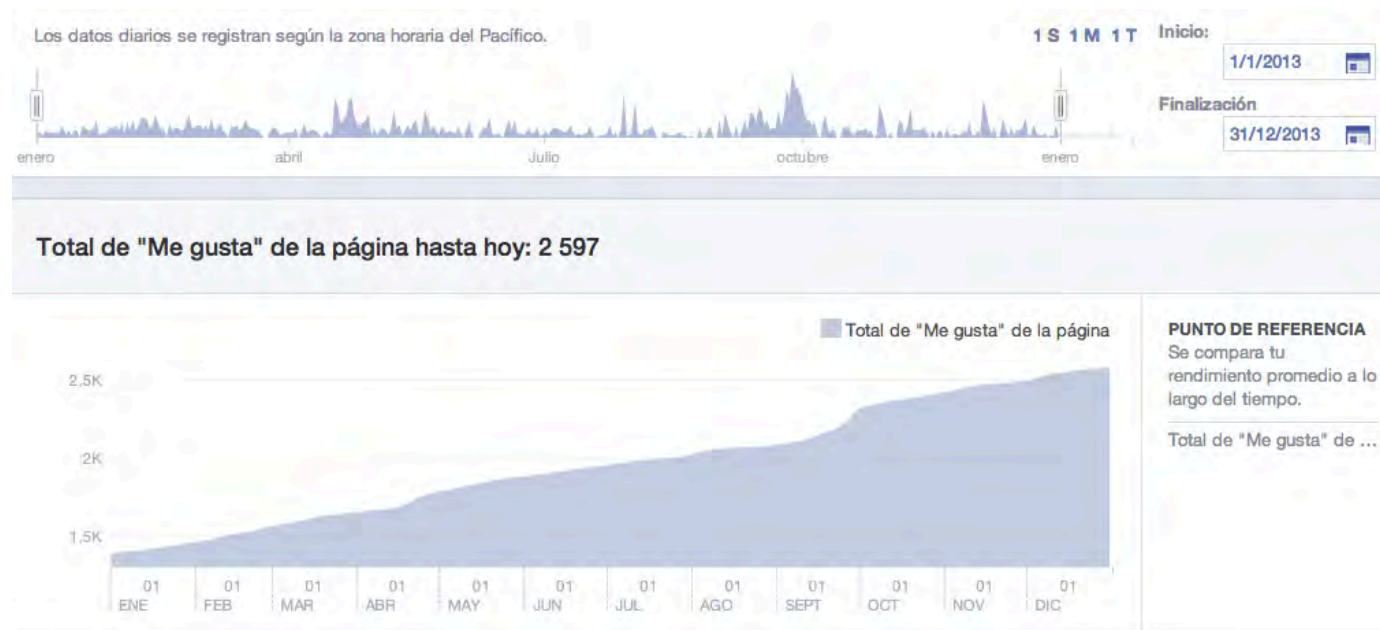 Los datos diarios se registran según la zona horaria del Pacífico.
1 S 1 M 1 T
Inicio:
1/1/2013
Finalización
31/12/2013
enero abril Julio octubre enero
Total de "Me gusta" de la página hasta hoy: 2 597
Total de "Me gusta" de la página
2,5K
2K
1,5K
01 01 01 01 01 01 01 01 01 01 01 01
ENE FEB MAR ABR MAY JUN JUL AGO SEPT OCT NOV DIC
PUNTO DE REFERENCIA
Se compara tu
rendimiento promedio a lo
largo del tiempo.
Total de "Me gusta" de ...